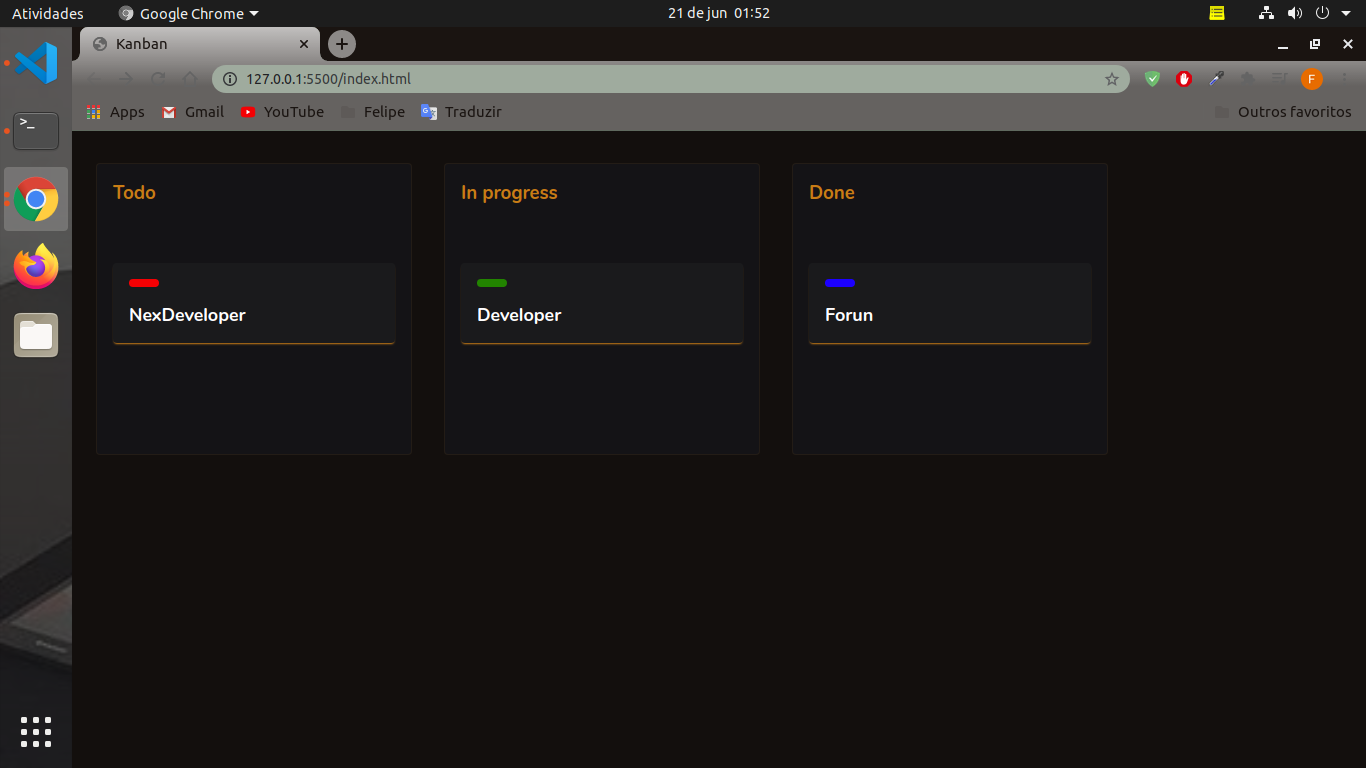 Atividades
Google Chrome
21 de jun 01:52
Kanban
127.0.0.1:5500/index.html
F
Apps
Gmail
YouTube
Felipe
Traduzir
Outros favoritos
>_
Todo
In progress
Done
NexDeveloper
Developer
Forun